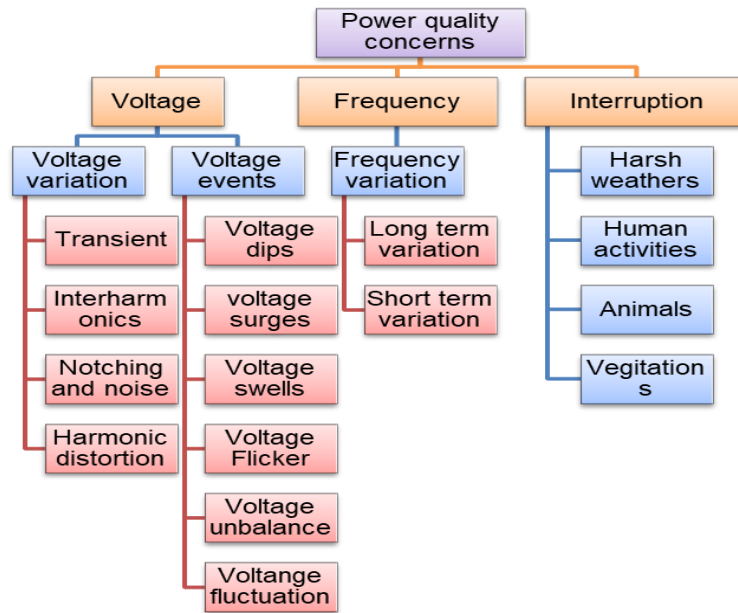 Power quality
concerns
Voltage
Frequency
Interruption
Voltage
variation
Transient
Interharm
onics
Notching
and noise
Harmonic
distortion
Voltage
events
Voltage
dips
voltage
surges
Voltage
swells
Voltage
Flicker
Voltage
unbalance
Voltange
fluctuation
Frequency
variation
Long term
variation
Short term
variation
Harsh
weathers
Human
activities
Animals
Vegitation
s